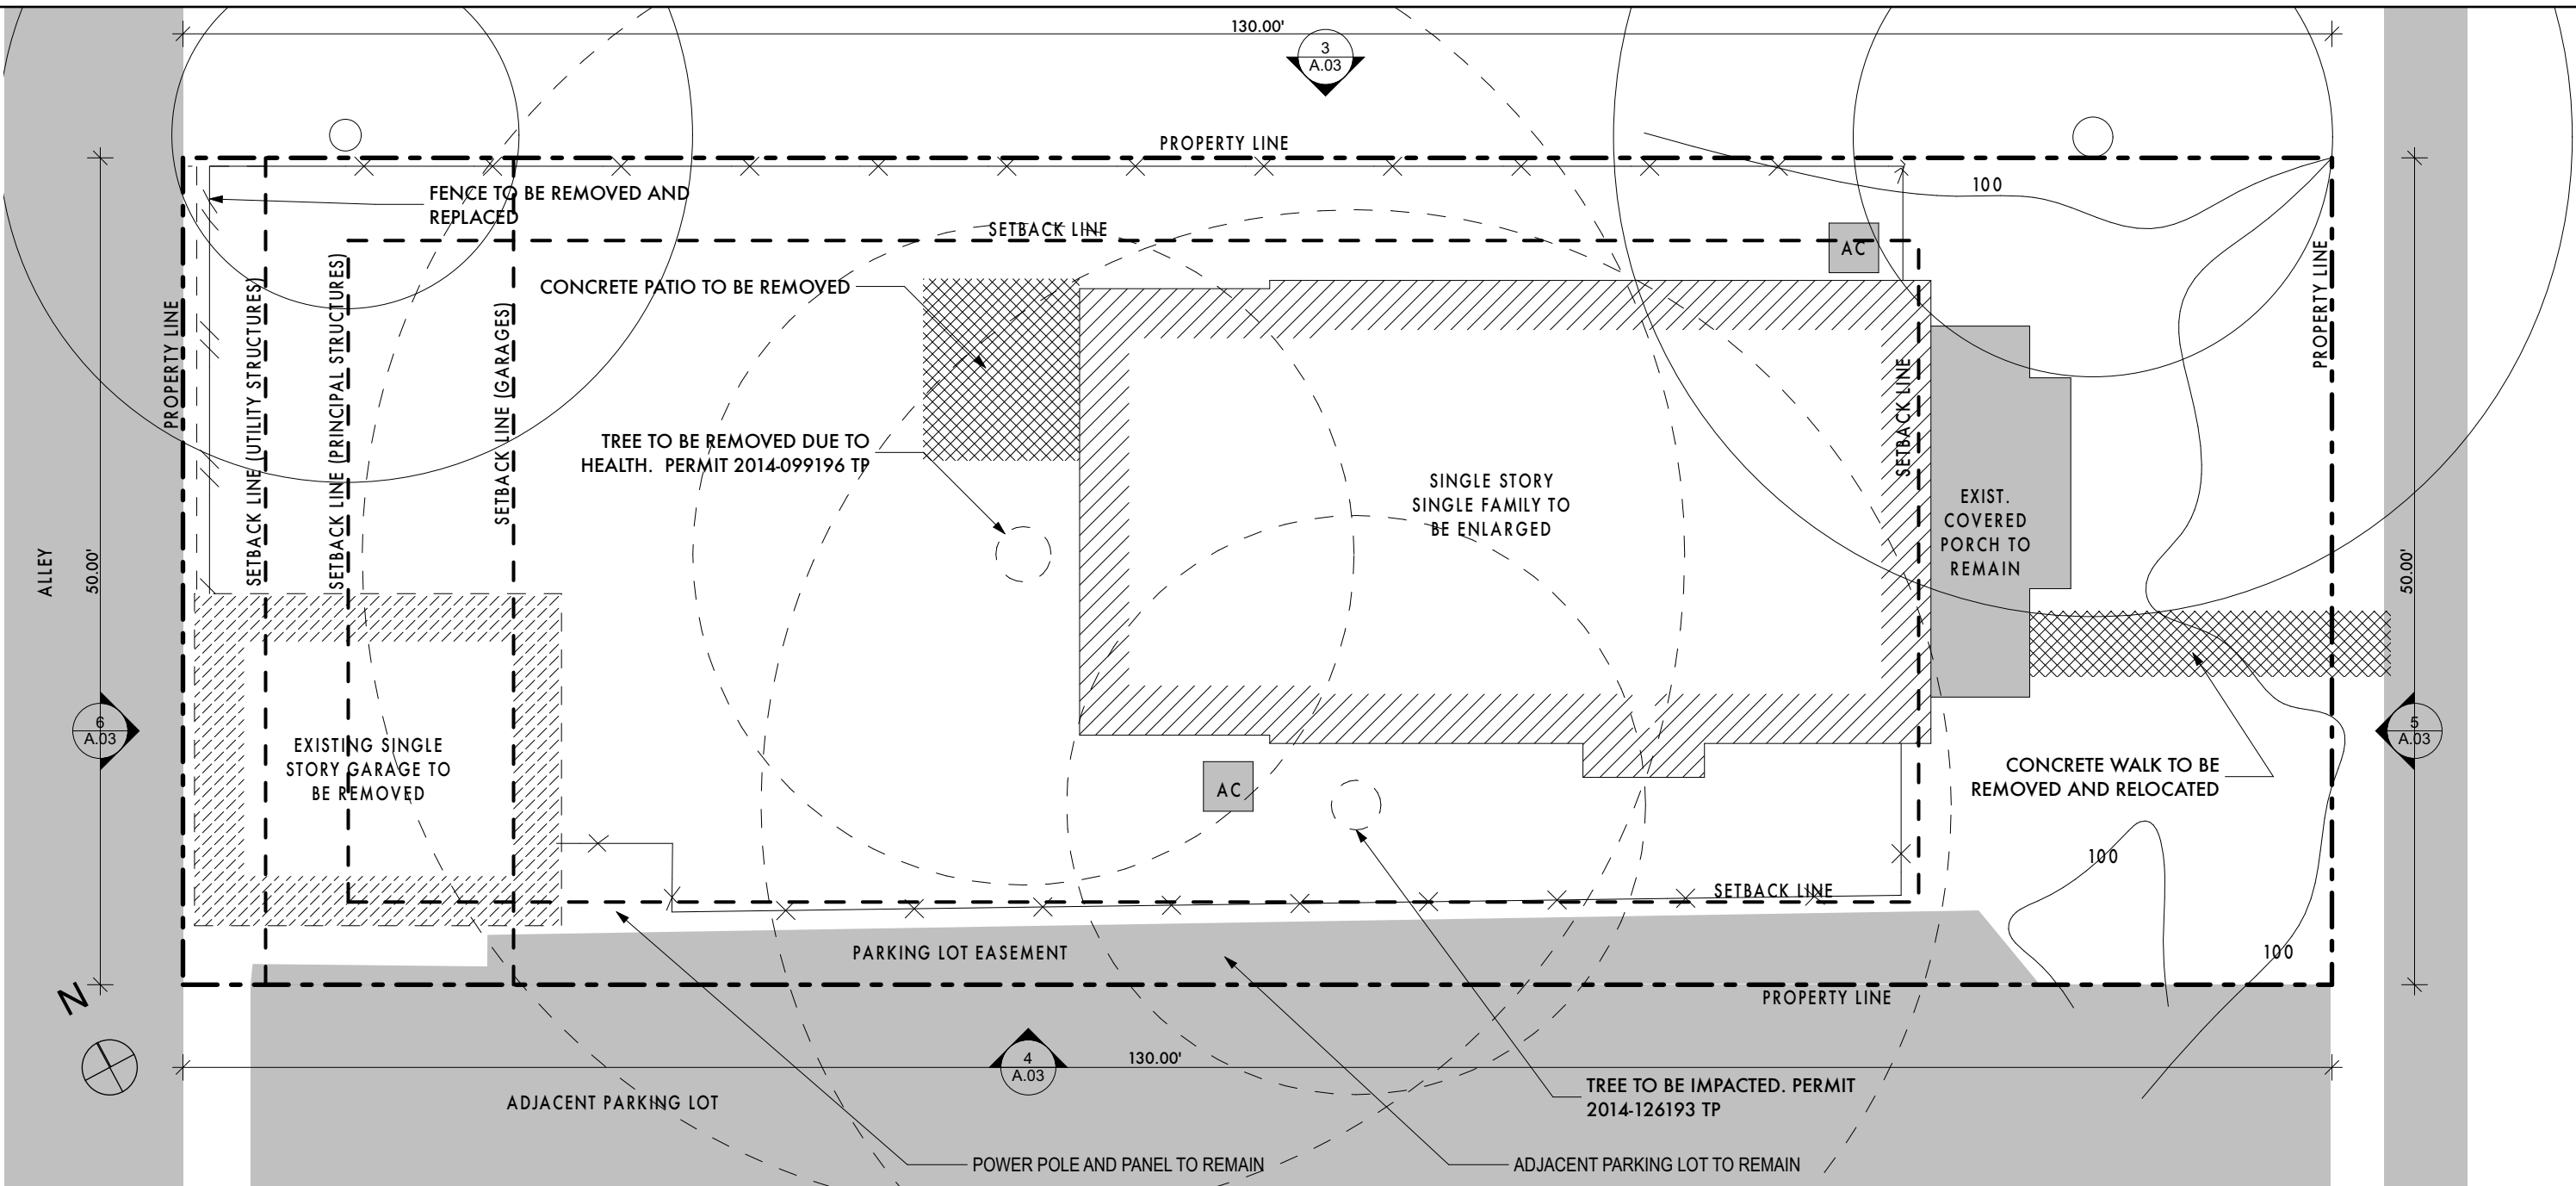 130.00'
3
A.03
PROPERTY LINE
FENCE TO BE REMOVED AND
REPLACED
100
SETBACK LINE
AC
CONCRETE PATIO TO BE REMOVED
PROPERTY LINE
SETBACK LINE (UTILITY STRUCTURES)
SETBACK LINE (PRINCIPAL STRUCTURES)
SETBACK LINE (GARAGES)
SETBACK LINE
PROPERTY LINE
TREE TO BE REMOVED DUE TO
HEALTH. PERMIT 2014-099196 TP
SINGLE STORY
SINGLE FAMILY TO
BE ENLARGED
EXIST.
COVERED
PORCH TO
REMAIN
ALLEY
50.00'
50.00'
6
A.03
5
A.03
EXISTING SINGLE
STORY GARAGE TO
BE REMOVED
AC
CONCRETE WALK TO BE
REMOVED AND RELOCATED
100
SETBACK LINE
PARKING LOT EASEMENT
100
PROPERTY LINE
N
4
A.03
130.00'
ADJACENT PARKING LOT
TREE TO BE IMPACTED. PERMIT
2014-126193 TP
POWER POLE AND PANEL TO REMAIN
ADJACENT PARKING LOT TO REMAIN